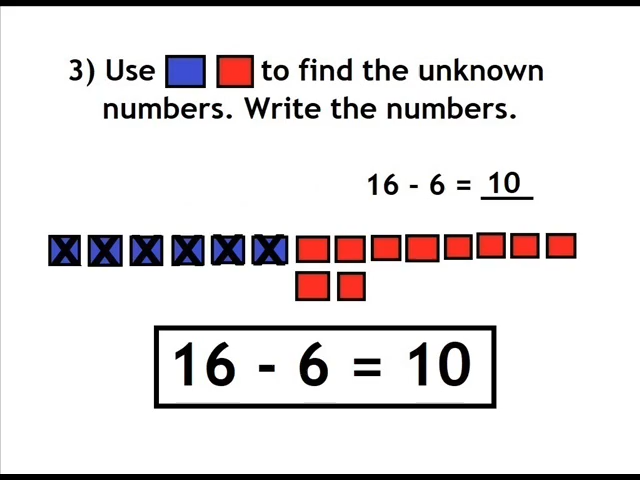 3) Use to find the unknown
numbers. Write the numbers.
16 - 6 = 10
X X X X X X
16 - 6 = 10